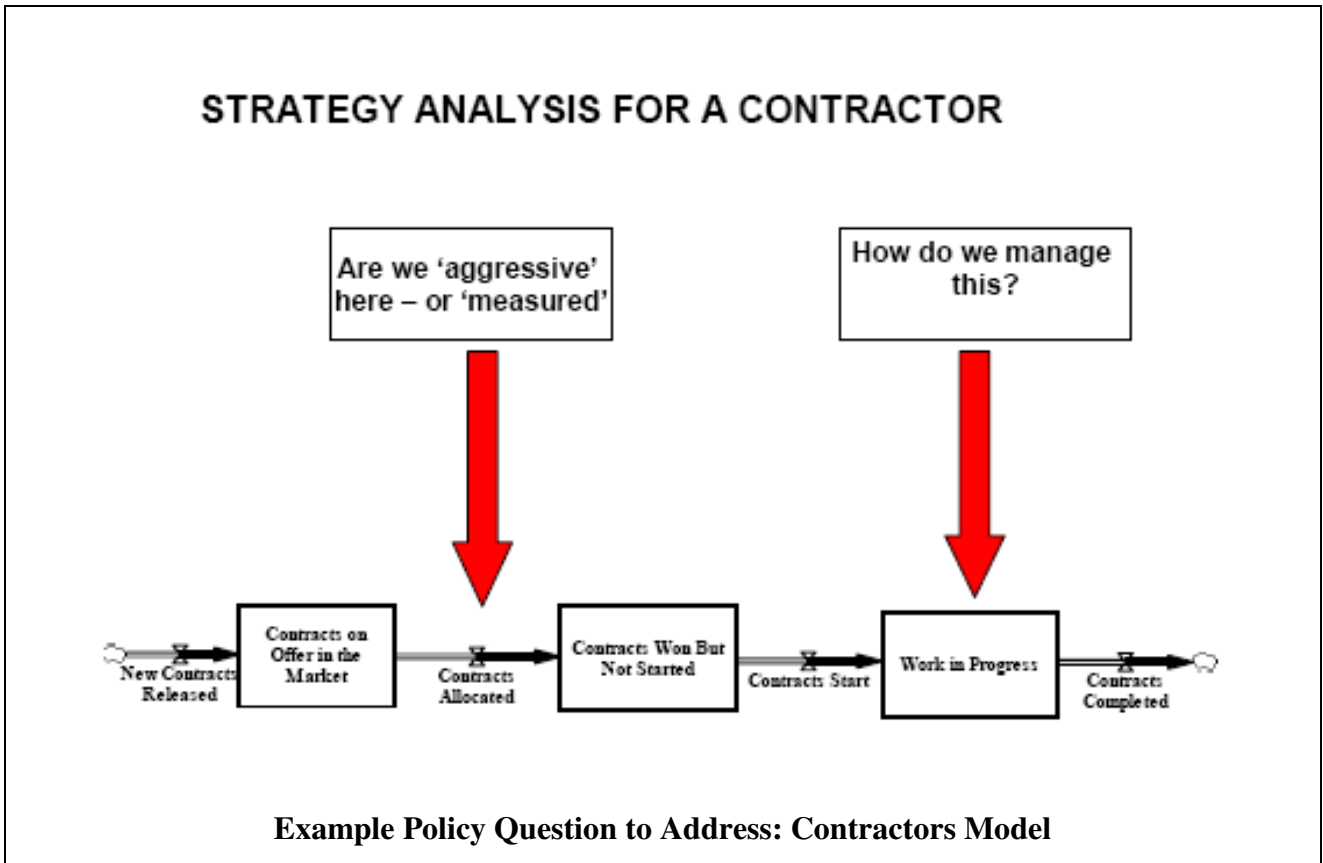 STRATEGY ANALYSIS FOR A CONTRACTOR
Are we ‘aggressive’
here – or ‘measured’
How do we manage
this?
Contracts on
Offer in the
Market
Contracts Won But
Not Started
Work in Progress
New Contracts
Released
Contracts
Allocated
Contracts Start
Contracts
Completed
Example Policy Question to Address: Contractors Model